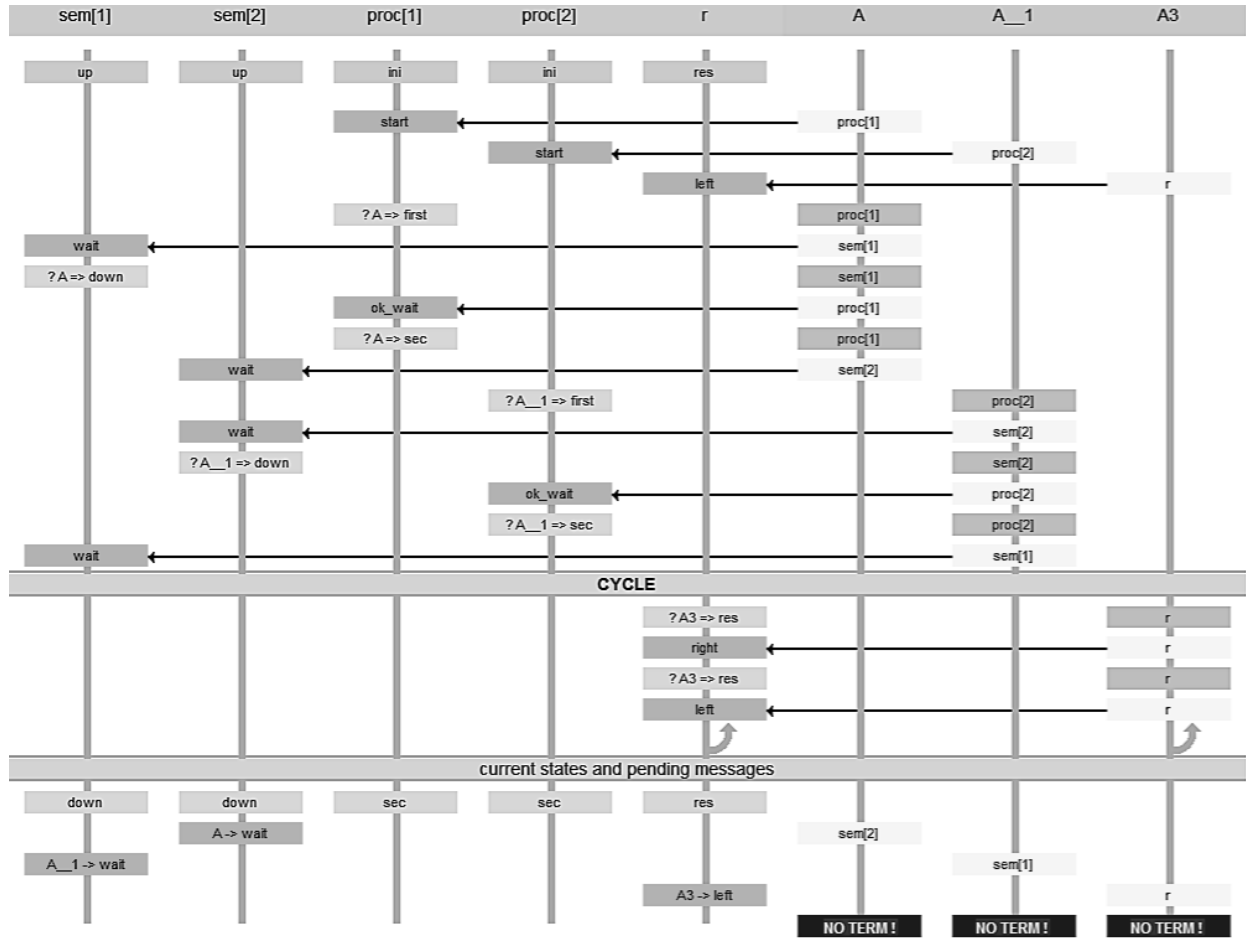 sem[1] sem[2] proc[1] proc[2] r A A__1 A3
up up ini ini res
start proc[1]
start proc[2]
left r
? A => first proc[1]
wait sem[1]
? A => down sem[1]
ok_wait proc[1]
? A => sec proc[1]
wait sem[2]
? A__1 => first proc[2]
wait sem[2]
? A__1 => down sem[2]
ok_wait proc[2]
? A__1 => sec proc[2]
wait sem[1]
CYCLE
? A3 => res r
right r
? A3 => res r
left r
current states and pending messages
down down sec sec res
A -> wait sem[2]
A__1 -> wait sem[1]
A3 -> left r
NO TERM ! NO TERM ! NO TERM !